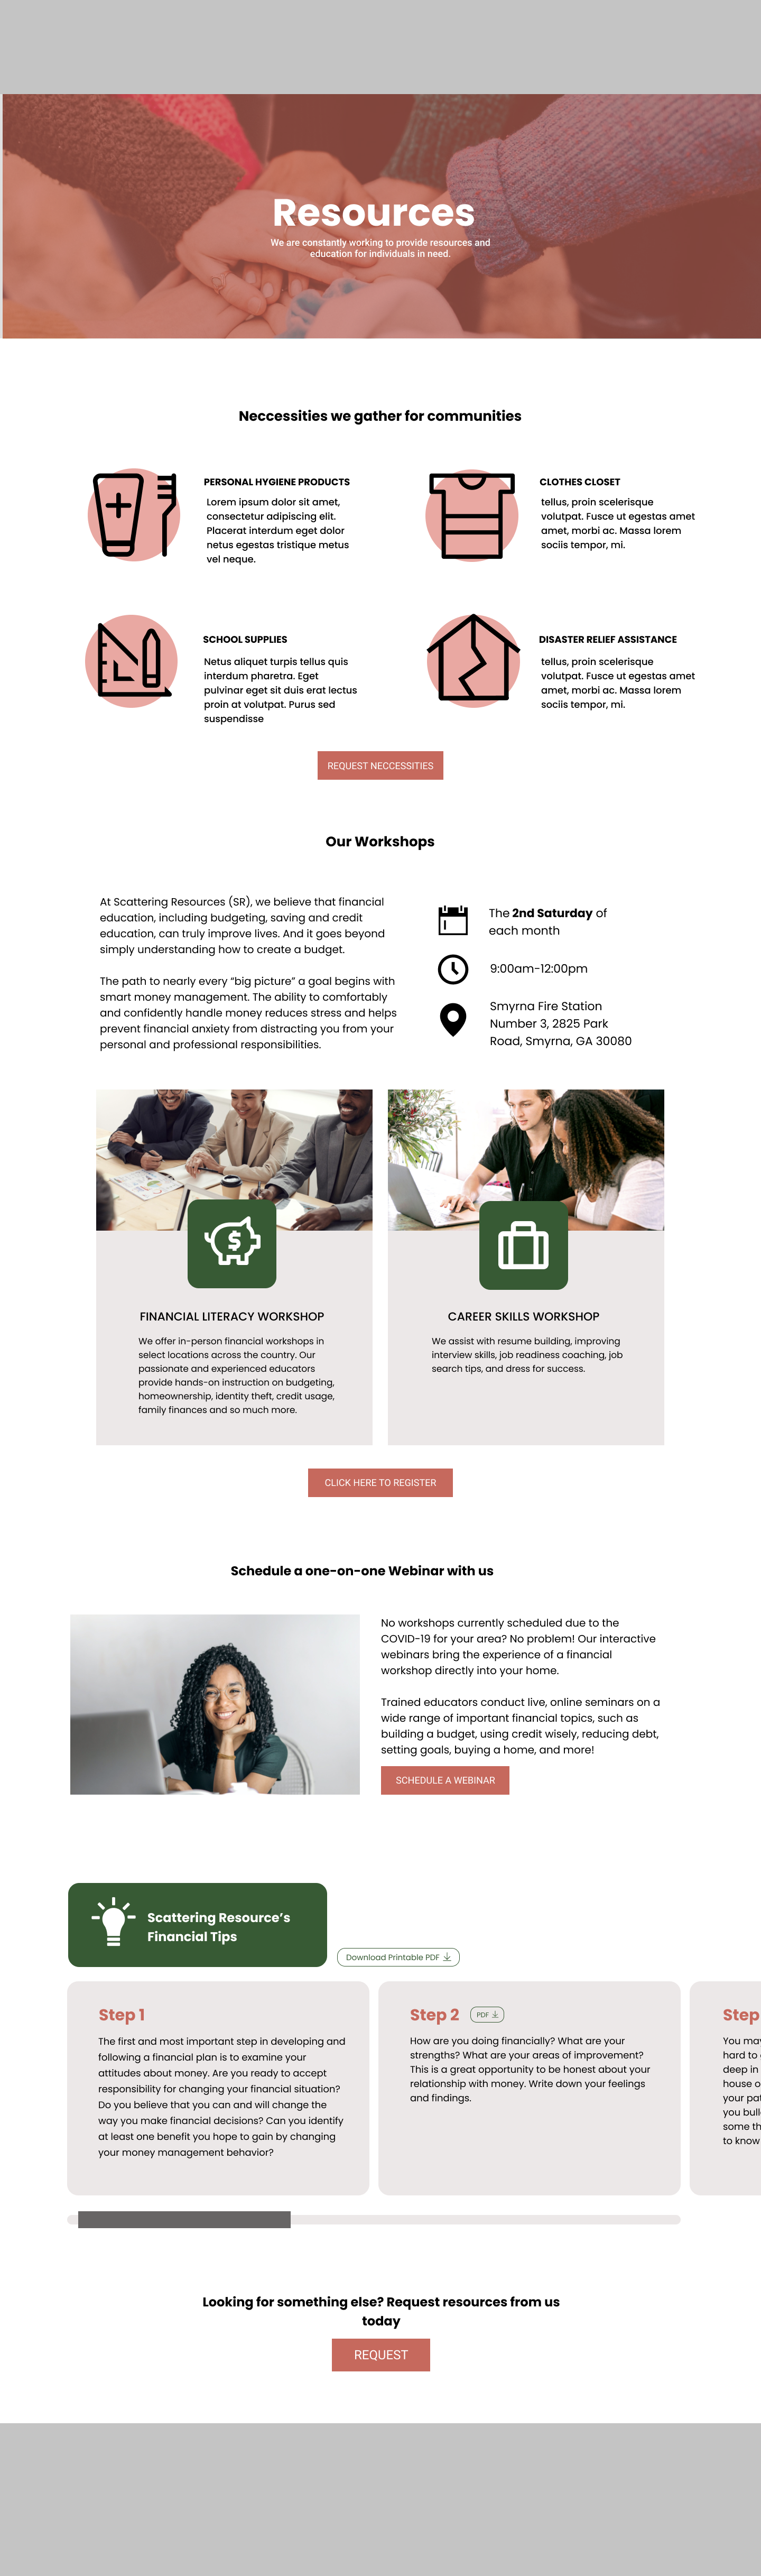 Resources
We are constantly working to provide resources and
education for individuals in need.
Neccessities we gather for communities
PERSONAL HYGIENE PRODUCTS
Lorem ipsum dolor sit amet,
consectetur adipiscing elit.
Placerat interdum eget dolor
netus egestas tristique metus
vel neque.
CLOTHES CLOSET
tellus, proin scelerisque
volutpat. Fusce ut egestas amet
amet, morbi ac. Massa lorem
sociis tempor, mi.
SCHOOL SUPPLIES
Netus aliquet turpis tellus quis
interdum pharetra. Eget
pulvinar eget sit duis erat lectus
proin at volutpat. Purus sed
suspendisse
DISASTER RELIEF ASSISTANCE
tellus, proin scelerisque
volutpat. Fusce ut egestas amet
amet, morbi ac. Massa lorem
sociis tempor, mi.
REQUEST NECCESSITIES
Our Workshops
At Scattering Resources (SR), we believe that financial
education, including budgeting, saving and credit
education, can truly improve lives. And it goes beyond
simply understanding how to create a budget.
The path to nearly every “big picture” a goal begins with
smart money management. The ability to comfortably
and confidently handle money reduces stress and helps
prevent financial anxiety from distracting you from your
personal and professional responsibilities.
The 2nd Saturday of
each month
9:00am-12:00pm
Smyrna Fire Station
Number 3, 2825 Park
Road, Smyrna, GA 30080
FINANCIAL LITERACY WORKSHOP
We offer in-person financial workshops in
select locations across the country. Our
passionate and experienced educators
provide hands-on instruction on budgeting,
homeownership, identity theft, credit usage,
family finances and so much more.
CAREER SKILLS WORKSHOP
We assist with resume building, improving
interview skills, job readiness coaching, job
search tips, and dress for success.
CLICK HERE TO REGISTER
Schedule a one-on-one Webinar with us
No workshops currently scheduled due to the
COVID-19 for your area? No problem! Our interactive
webinars bring the experience of a financial
workshop directly into your home.
Trained educators conduct live, online seminars on a
wide range of important financial topics, such as
building a budget, using credit wisely, reducing debt,
setting goals, buying a home, and more!
SCHEDULE A WEBINAR
Scattering Resource’s
Financial Tips
Download Printable PDF
Step 1
The first and most important step in developing and
following a financial plan is to examine your
attitudes about money. Are you ready to accept
responsibility for changing your financial situation?
Do you believe that you can and will change the
way you make financial decisions? Can you identify
at least one benefit you hope to gain by changing
your money management behavior?
Step 2
PDF
How are you doing financially? What are your
strengths? What are your areas of improvement?
This is a great opportunity to be honest about your
relationship with money. Write down your feelings
and findings.
Step
You may
hard to
deep in
house o
your pat
you bull
some th
to know
Looking for something else? Request resources from us
today
REQUEST